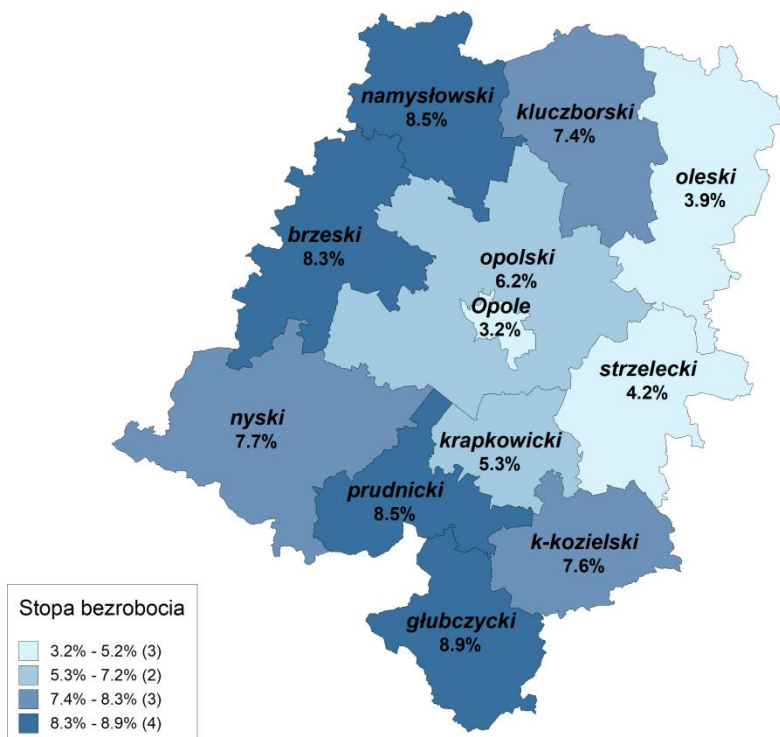 namysłowski
8.5%
kluczborski
7.4%
oleski
3.9%
brzeski
8.3%
opolski
6.2%
Opole
3.2%
strzelecki
4.2%
nyski
7.7%
krapkowicki
5.3%
prudnicki
8.5%
k-kozielski
7.6%
głubczycki
8.9%
Stopa bezrobocia
3.2% - 5.2% (3)
5.3% - 7.2% (2)
7.4% - 8.3% (3)
8.3% - 8.9% (4)